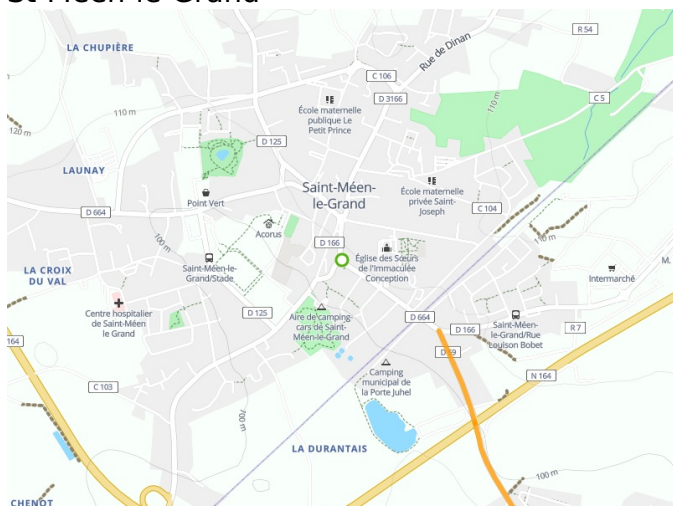 St-Méen-le-Grand
LA CHUPIÈRE
R 54
Rue de Dinan
C 106
École maternelle
publique Le
Petit Prince
D 3166
C 5
110 m
110 m
120 m
D 125
LAUNAY
Saint-Méen-
le-Grand
École maternelle
privée Saint-
Joseph
Point Vert
D 664
C 104
Acorus
100 m
D 166
Église des Sœurs
de l'Immaculée
Conception
110 m
Saint-Méen-le-
Grand/Stade
LA CROIX
DU VAL
Intermarché
M.
Centre hospitalier
de Saint-Méen
le Grand
D 125
Aire de camping-
cars de Saint-
Méen-le-Grand
D 664
D 166
Saint-Méen-
le-Grand/Rue
Louison Bobet
R 7
164
D 69
Camping
municipal de
la Porte Juhel
N 164
C 103
100 m
LA DURANTAIS
100 m
CHENOT